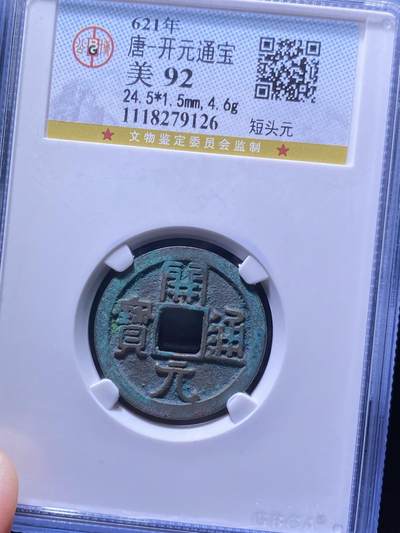 621年
唐-开元通宝
美 92
24.5*1.5mm,4.6g
1118279126
短头元
★ 文物鉴定委员会监制 ★
開
寶 通
元